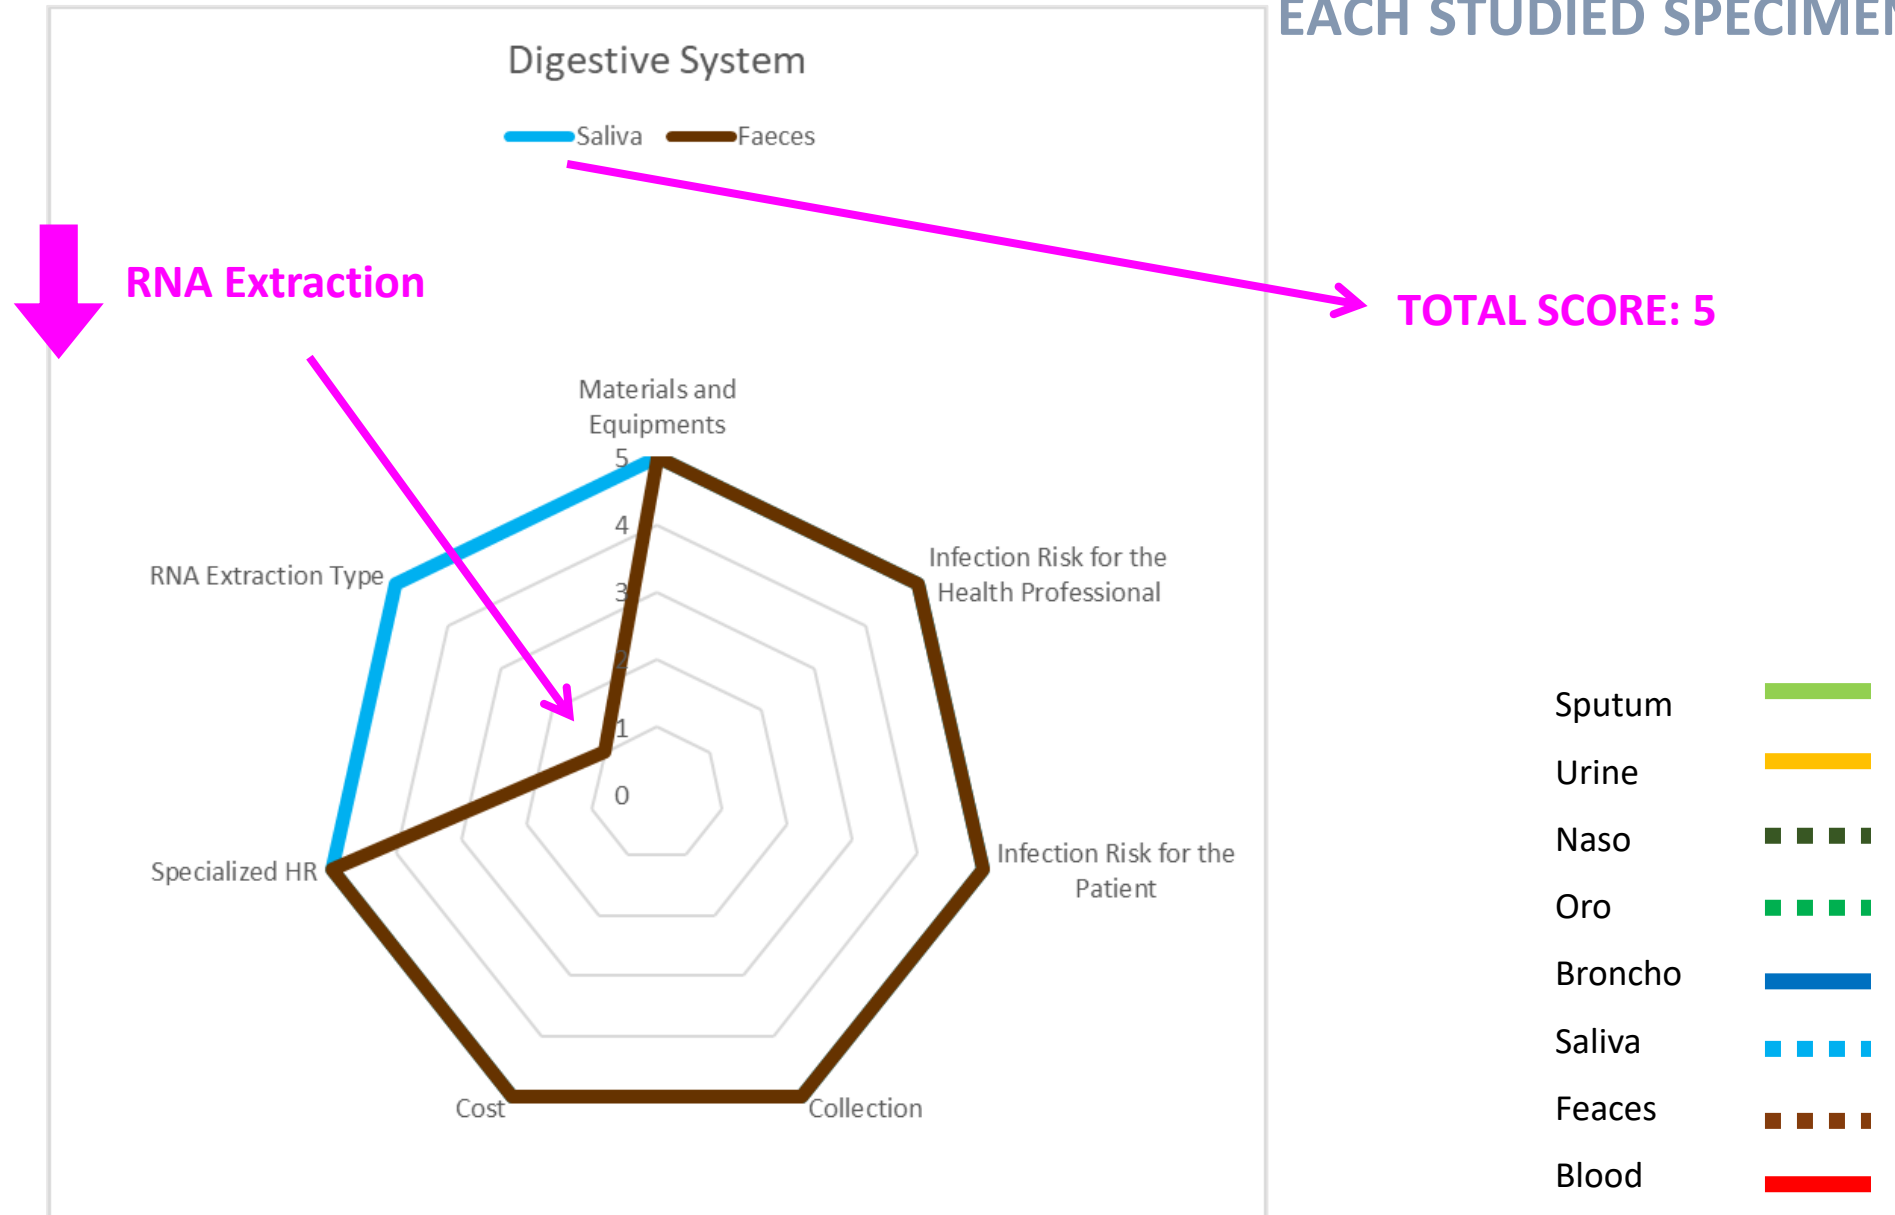 EACH STUDIED SPECIMEN
Digestive System
Saliva
Faeces
RNA Extraction
TOTAL SCORE: 5
Materials and
Equipments
5
4
3
2
1
0
Infection Risk for the
Health Professional
RNA Extraction Type
Infection Risk for the
Patient
Specialized HR
Cost
Collection
Sputum
Urine
Naso
Oro
Broncho
Saliva
Feaces
Blood